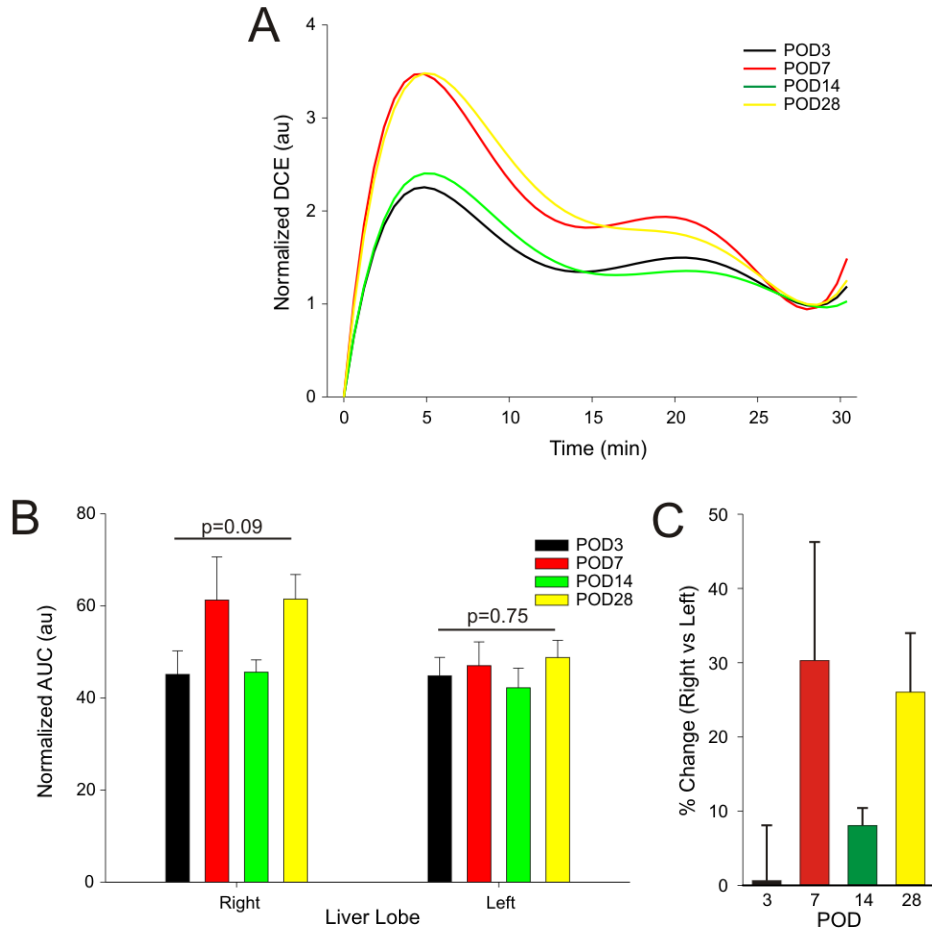 A
Normalized DCE (au)
4
3
2
1
0
0 5 10 15 20 25 30
Time (min)
POD3
POD7
POD14
POD28
B
Normalized AUC (au)
80
60
40
20
0
p=0.09
p=0.75
POD3
POD7
POD14
POD28
Right Left
Liver Lobe
C
% Change (Right vs Left)
50
40
30
20
10
0
3 7 14 28
POD